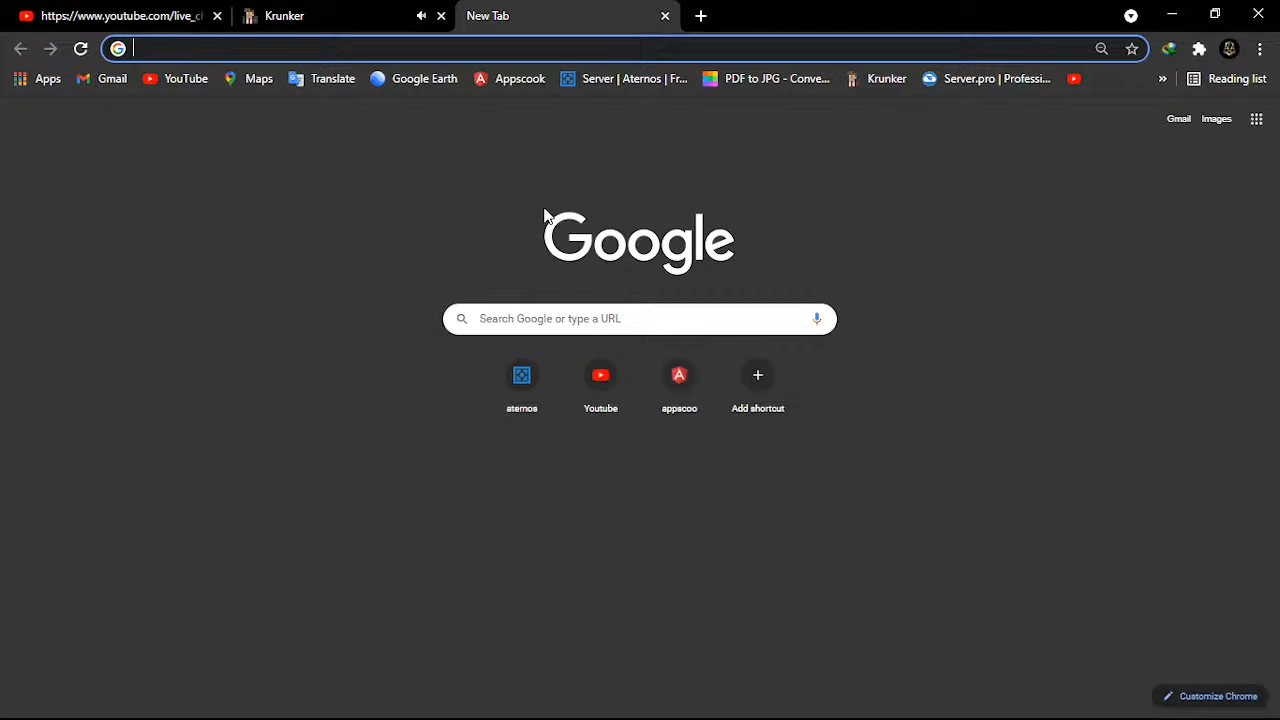 https://www.youtube.com/live_cl
Krunker
New Tab
Apps
Gmail
YouTube
Maps
Translate
Google Earth
Appscook
Server | Aternos | Fr...
PDF to JPG - Conve...
Krunker
Server.pro | Professi...
»
Reading list
Gmail
Images
Google
Search Google or type a URL
aternos
Youtube
appscoo
Add shortcut
Customize Chrome